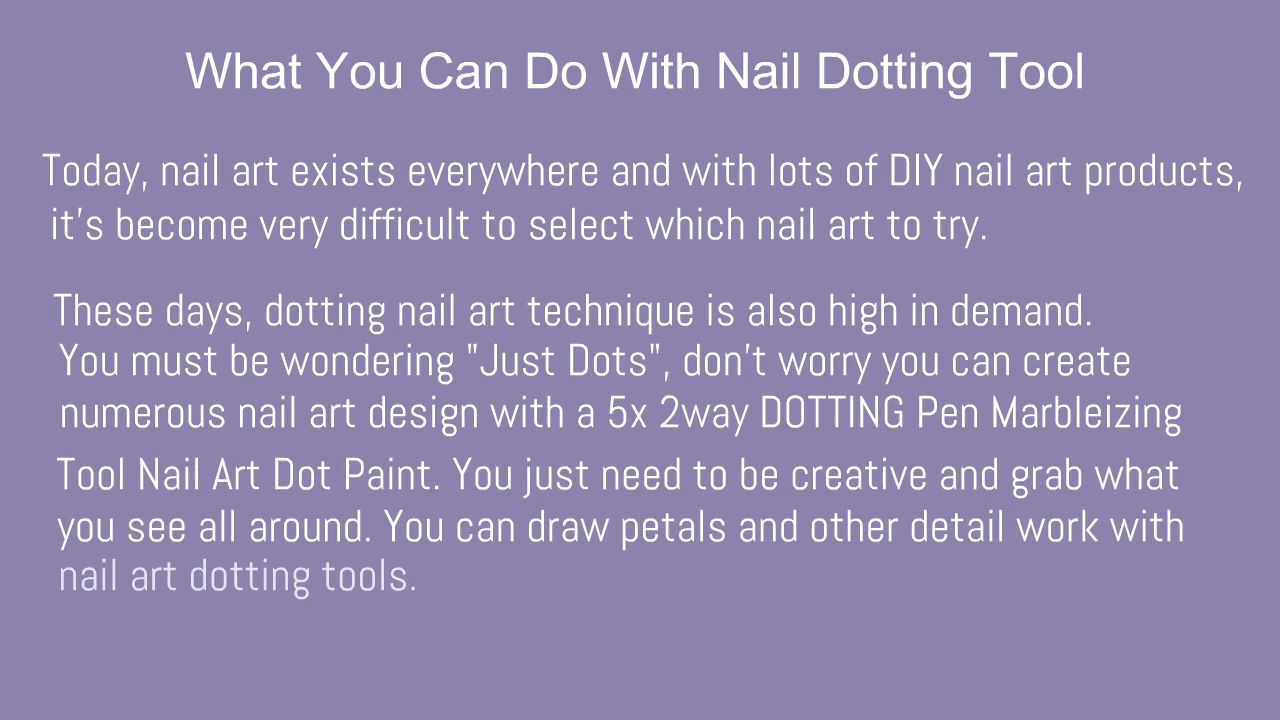 What You Can Do With Nail Dotting Tool
Today, nail art exists everywhere and with lots of DIY nail art products,
it's become very difficult to select which nail art to try.
These days, dotting nail art technique is also high in demand.
You must be wondering "Just Dots", don't worry you can create
numerous nail art design with a 5x 2way DOTTING Pen Marbleizing
Tool Nail Art Dot Paint. You just need to be creative and grab what
you see all around. You can draw petals and other detail work with
nail art dotting tools.